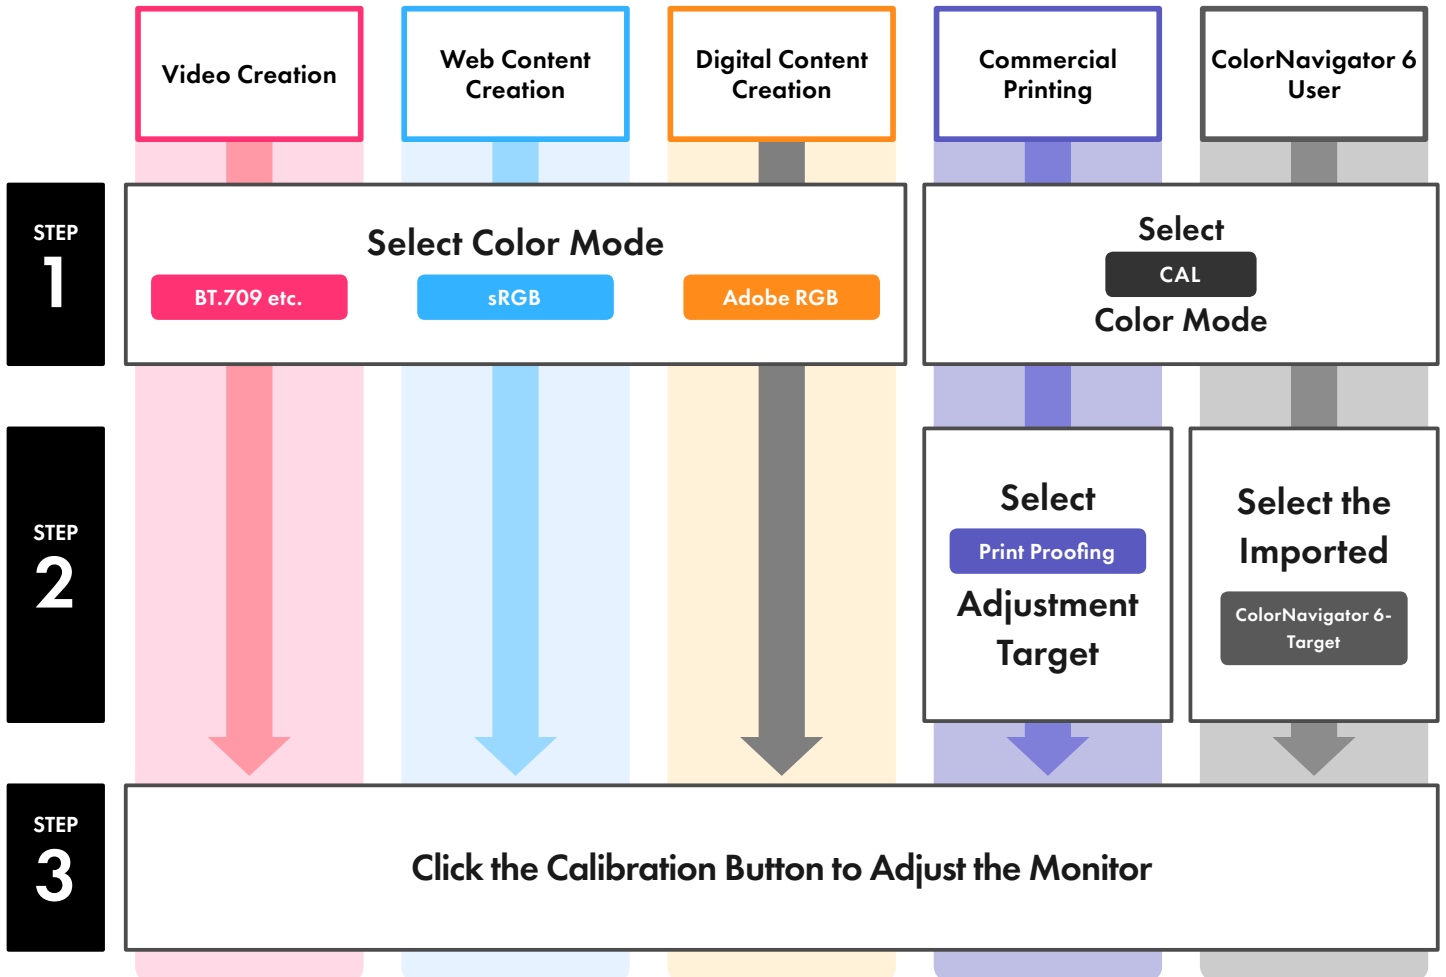 Video Creation
Web Content
Creation
Digital Content
Creation
Commercial
Printing
ColorNavigator 6
User
STEP
1
Select Color Mode
BT.709 etc.
sRGB
Adobe RGB
Select
CAL
Color Mode
STEP
2
Select
Print Proofing
Adjustment
Target
Select the
Imported
ColorNavigator 6-
Target
STEP
3
Click the Calibration Button to Adjust the Monitor